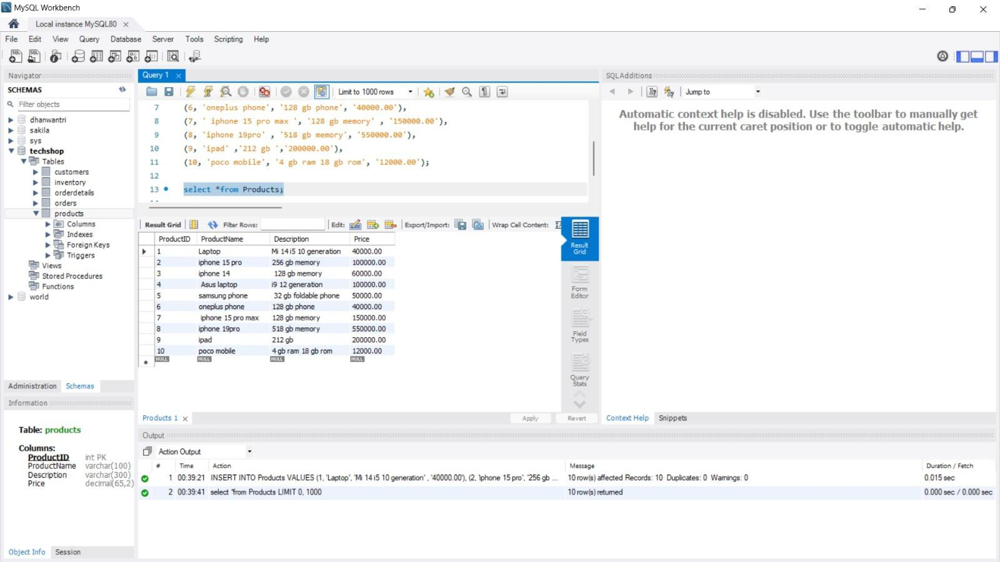 MySQL Workbench
Local instance MySQL80
File Edit View Query Database Server Tools Scripting Help
Navigator
SCHEMAS
Filter objects
dhanwantri
sakila
sys
techshop
Tables
customers
inventory
orderdetails
orders
products
Columns
Indexes
Foreign Keys
Triggers
Views
Stored Procedures
Functions
world
Administration Schemas
Information
Table: products
Columns:
ProductID int PK
ProductName varchar(100)
Description varchar(300)
Price decimal(65,2)
Object Info Session
Query 1
Limit to 1000 rows
7 (6, 'oneplus phone', '128 gb phone', '40000.00'),
8 (7, ' iphone 15 pro max ', '128 gb memory' , '150000.00'),
9 (8, 'iphone 19pro' , '518 gb memory', '550000.00'),
10 (9, 'ipad' ,'212 gb ','200000.00'),
11 (10, 'poco mobile', '4 gb ram 18 gb rom', '12000.00');
12
13 select *from Products;
Result Grid Filter Rows: Edit: Export/Import: Wrap Cell Content:
ProductID ProductName Description Price
1 Laptop Mi 14 i5 10 generation 40000.00
2 iphone 15 pro 256 gb memory 100000.00
3 iphone 14 128 gb memory 60000.00
4 Asus laptop i9 12 generation 100000.00
5 samsung phone 32 gb foldable phone 50000.00
6 oneplus phone 128 gb phone 40000.00
7 iphone 15 pro max 128 gb memory 150000.00
8 iphone 19pro 518 gb memory 550000.00
9 ipad 212 gb 200000.00
10 poco mobile 4 gb ram 18 gb rom 12000.00
NULL NULL NULL NULL
Result
Grid
Form
Editor
Field
Types
Query
Stats
Products 1
Apply Revert
SQLAdditions
Jump to
Automatic context help is disabled. Use the toolbar to manually get
help for the current caret position or to toggle automatic help.
Context Help Snippets
Output
Action Output
# Time Action Message Duration / Fetch
1 00:39:21 INSERT INTO Products VALUES (1, 'Laptop', 'Mi 14 i5 10 generation' , '40000.00'), (2, 'iphone 15 pro', '256 gb ... 10 row(s) affected Records: 10 Duplicates: 0 Warnings: 0 0.015 sec
2 00:39:41 select *from Products LIMIT 0, 1000 10 row(s) returned 0.000 sec / 0.000 sec